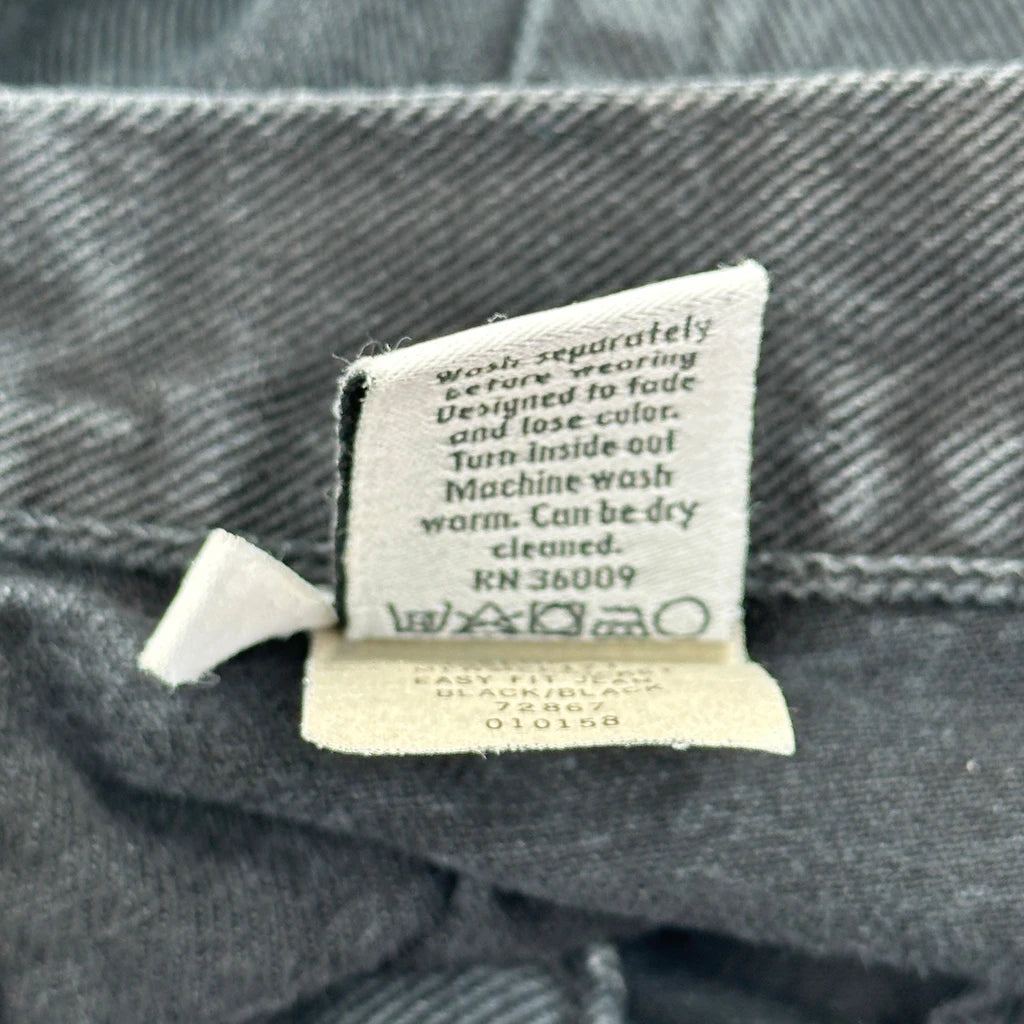 Wash separately
before wearing
Designed to fade
and lose color.
Turn inside out
Machine wash
warm. Can be dry
cleaned.
RN 36009
EASY FIT JEAN
BLACK/BLACK
72867
010158